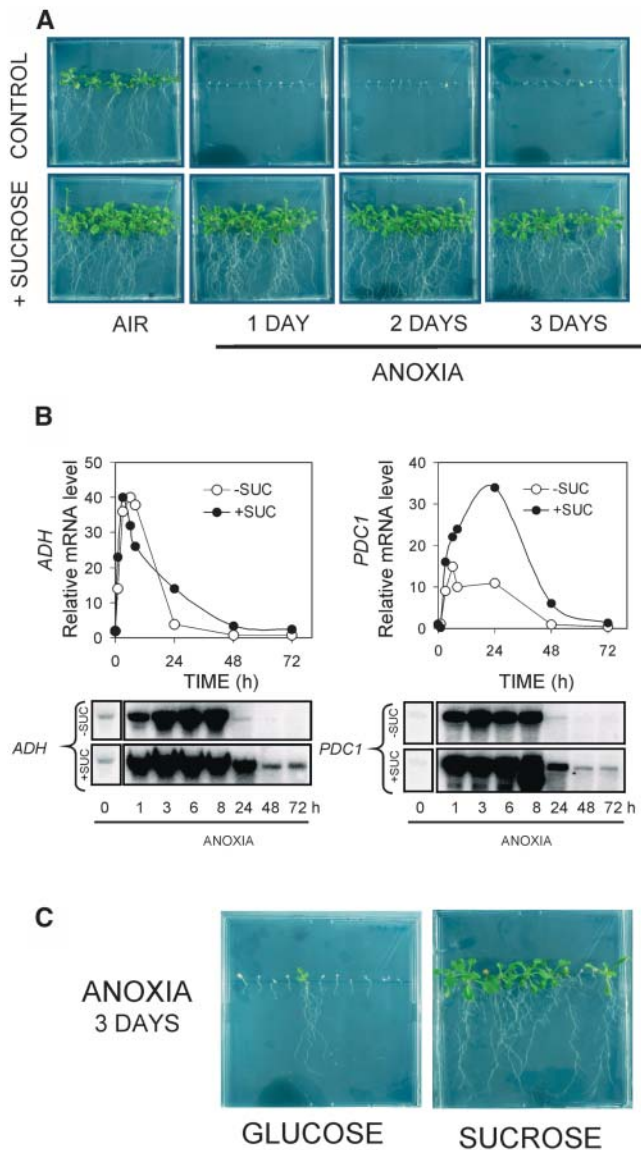 A
CONTROL
+ SUCROSE
AIR
1 DAY
2 DAYS
3 DAYS
ANOXIA
B
ADH
Relative mRNA level
50
40
30
20
10
0
-SUC
+SUC
0 24 48 72
TIME (h)
PDC1
Relative mRNA level
40
30
20
10
0
-SUC
+SUC
0 24 48 72
TIME (h)
ADH
-SUC
+SUC
0 1 3 6 8 24 48 72 h
ANOXIA
PDC1
-SUC
+SUC
0 1 3 6 8 24 48 72 h
ANOXIA
C
ANOXIA
3 DAYS
GLUCOSE
SUCROSE